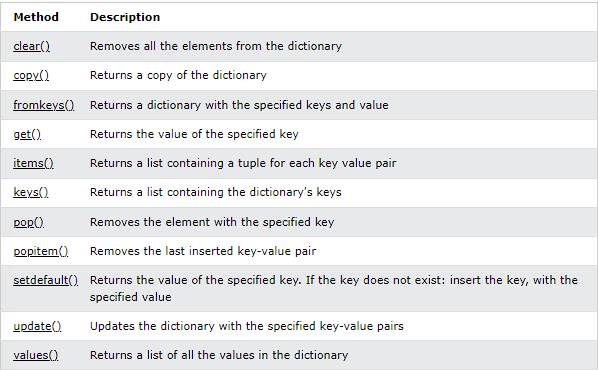 Method Description
clear() Removes all the elements from the dictionary
copy() Returns a copy of the dictionary
fromkeys() Returns a dictionary with the specified keys and value
get() Returns the value of the specified key
items() Returns a list containing a tuple for each key value pair
keys() Returns a list containing the dictionary's keys
pop() Removes the element with the specified key
popitem() Removes the last inserted key-value pair
setdefault() Returns the value of the specified key. If the key does not exist: insert the key, with the
specified value
update() Updates the dictionary with the specified key-value pairs
values() Returns a list of all the values in the dictionary